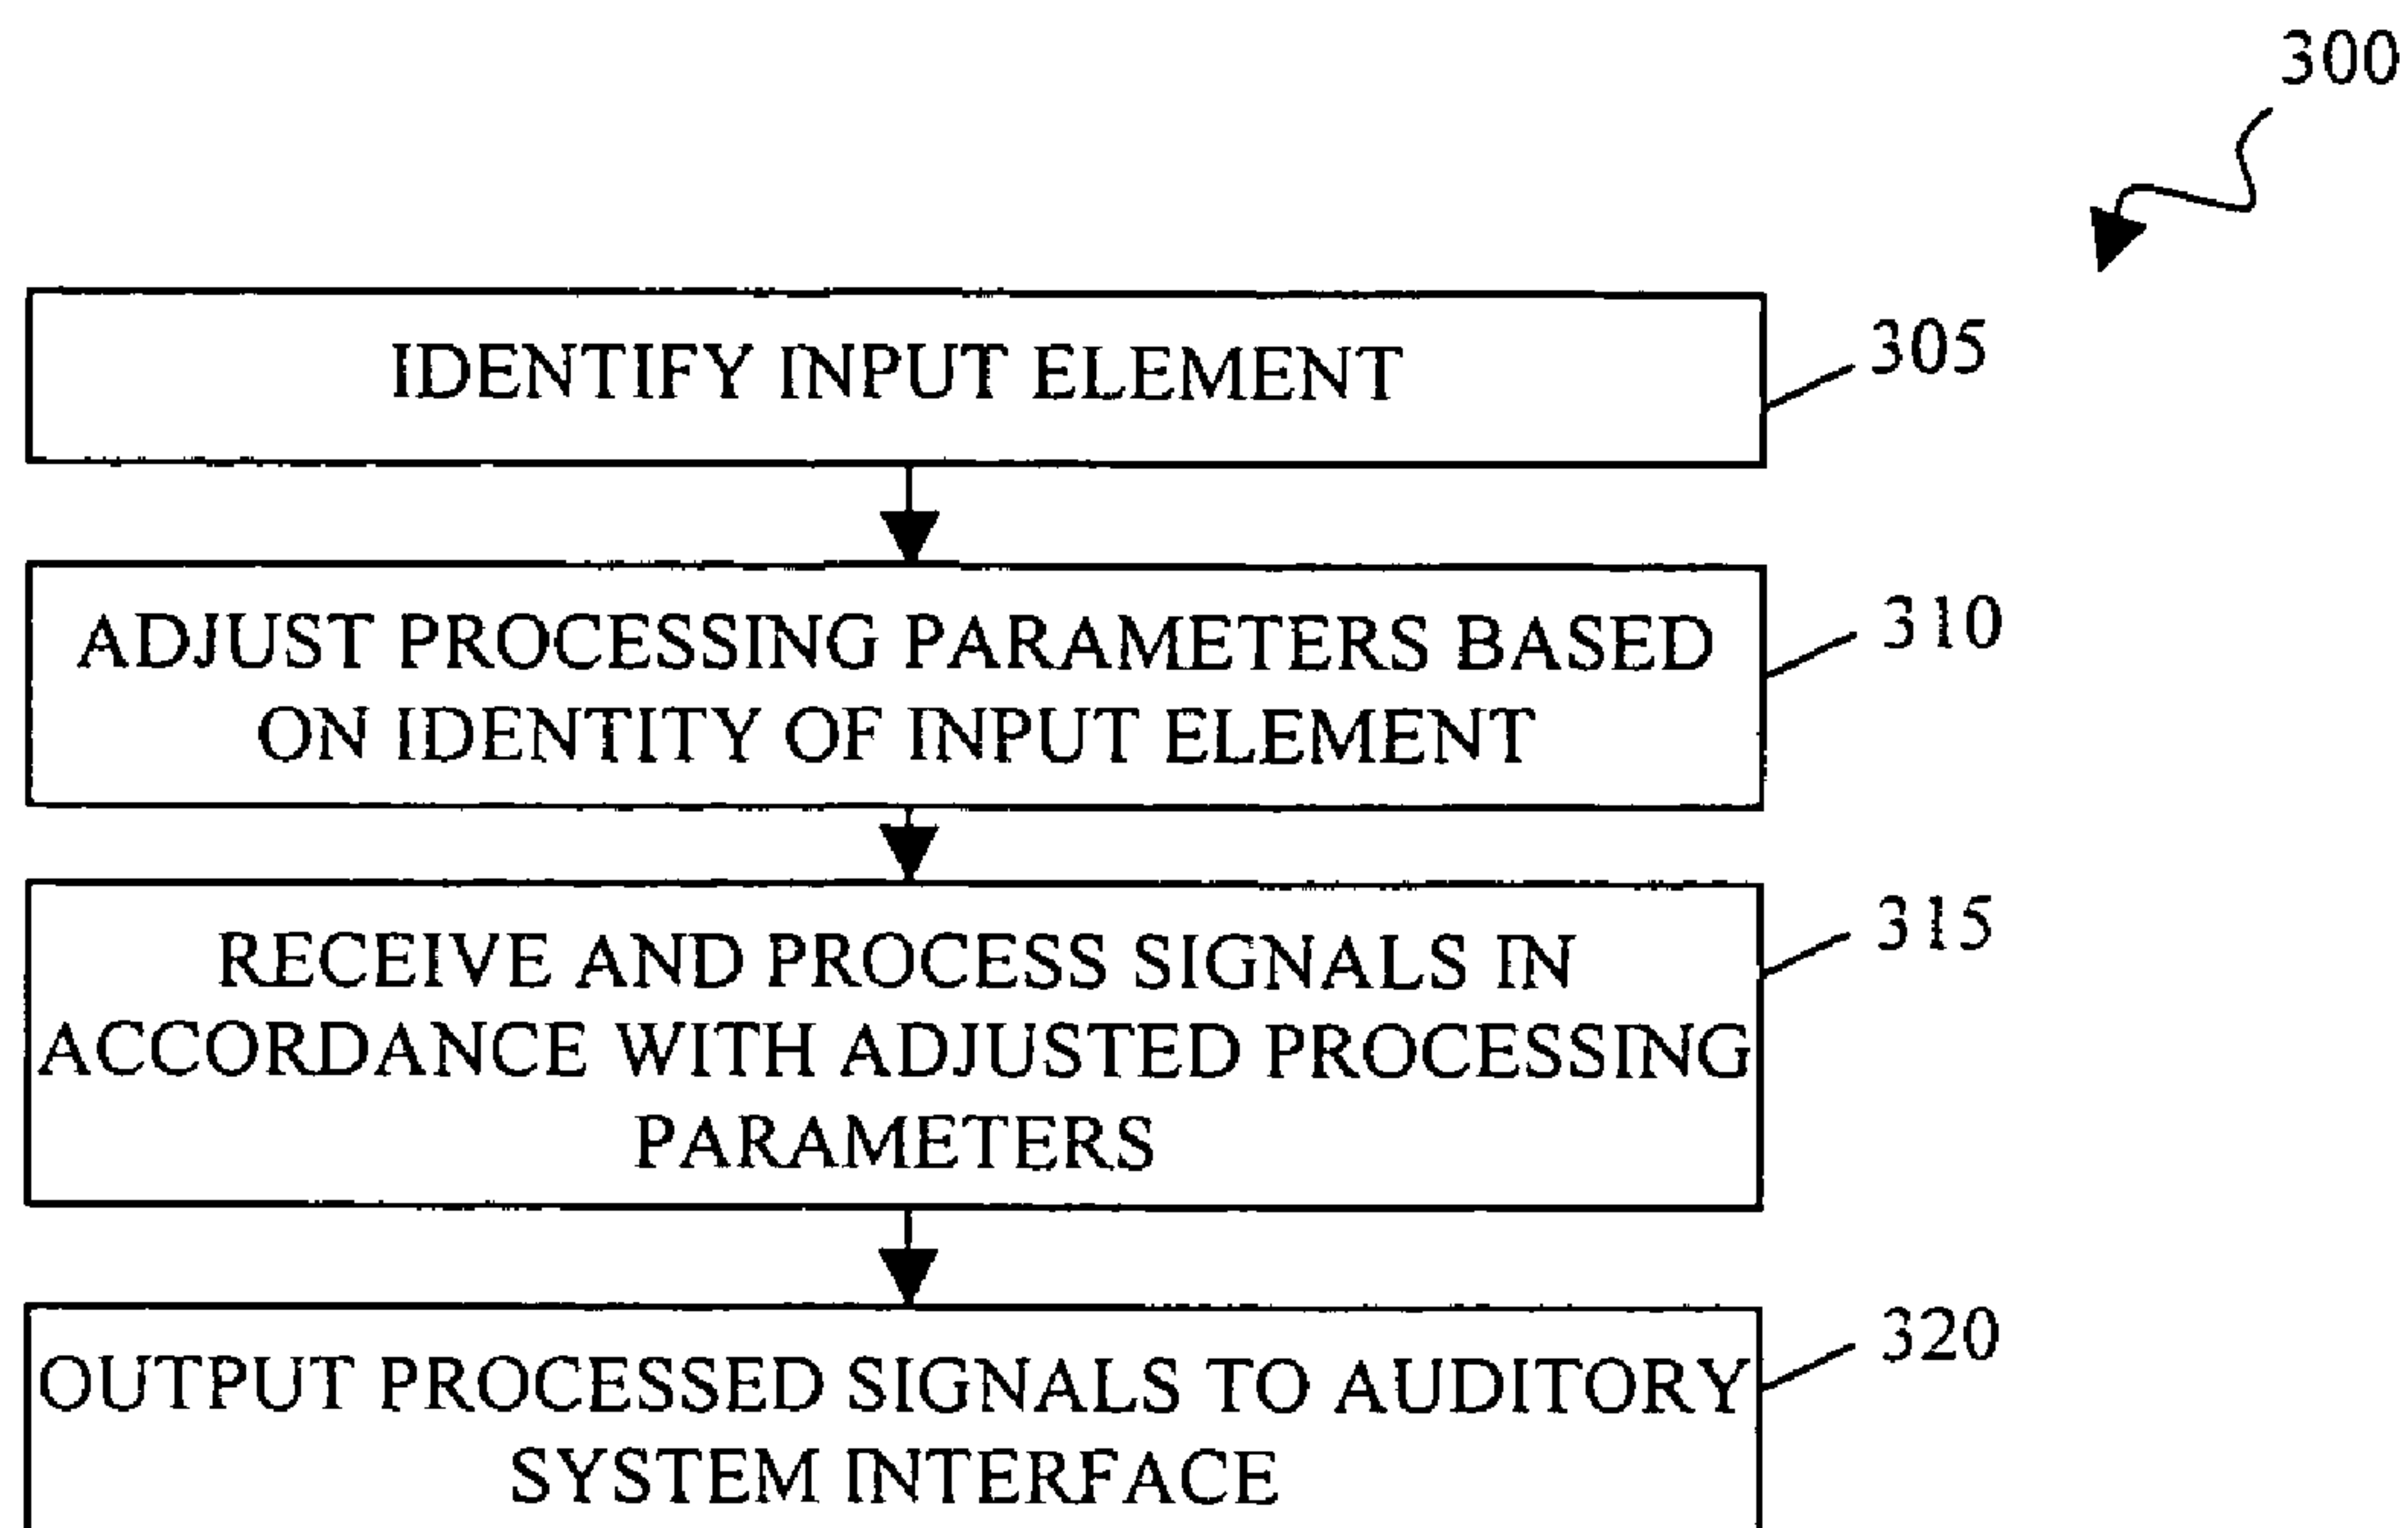 300
IDENTIFY INPUT ELEMENT
305
ADJUST PROCESSING PARAMETERS BASED
ON IDENTITY OF INPUT ELEMENT
310
RECEIVE AND PROCESS SIGNALS IN
ACCORDANCE WITH ADJUSTED PROCESSING
PARAMETERS
315
OUTPUT PROCESSED SIGNALS TO AUDITORY
SYSTEM INTERFACE
320